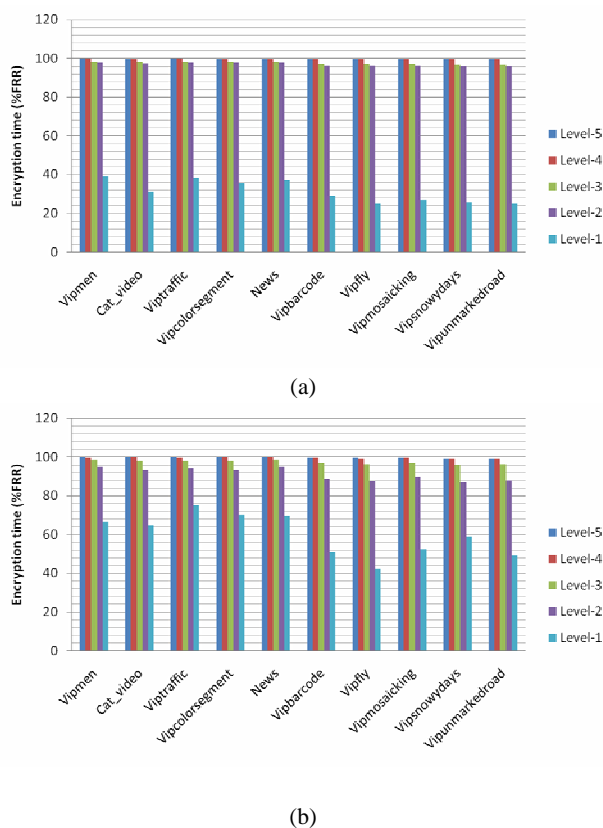 120
100
80
60
40
20
0
Encryption time (%FRR)
Level-5
Level-4
Level-3
Level-2
Level-1
Vipmen
Cat_video
Viptraffic
Vipcolorsegment
News
Vipbarcode
Vipfly
Vipmosaicking
Vipsnowydays
Vipunmarkedroad
(a)
120
100
80
60
40
20
0
Encryption time (%FRR)
Level-5
Level-4
Level-3
Level-2
Level-1
Vipmen
Cat_video
Viptraffic
Vipcolorsegment
News
Vipbarcode
Vipfly
Vipmosaicking
Vipsnowydays
Vipunmarkedroad
(b)